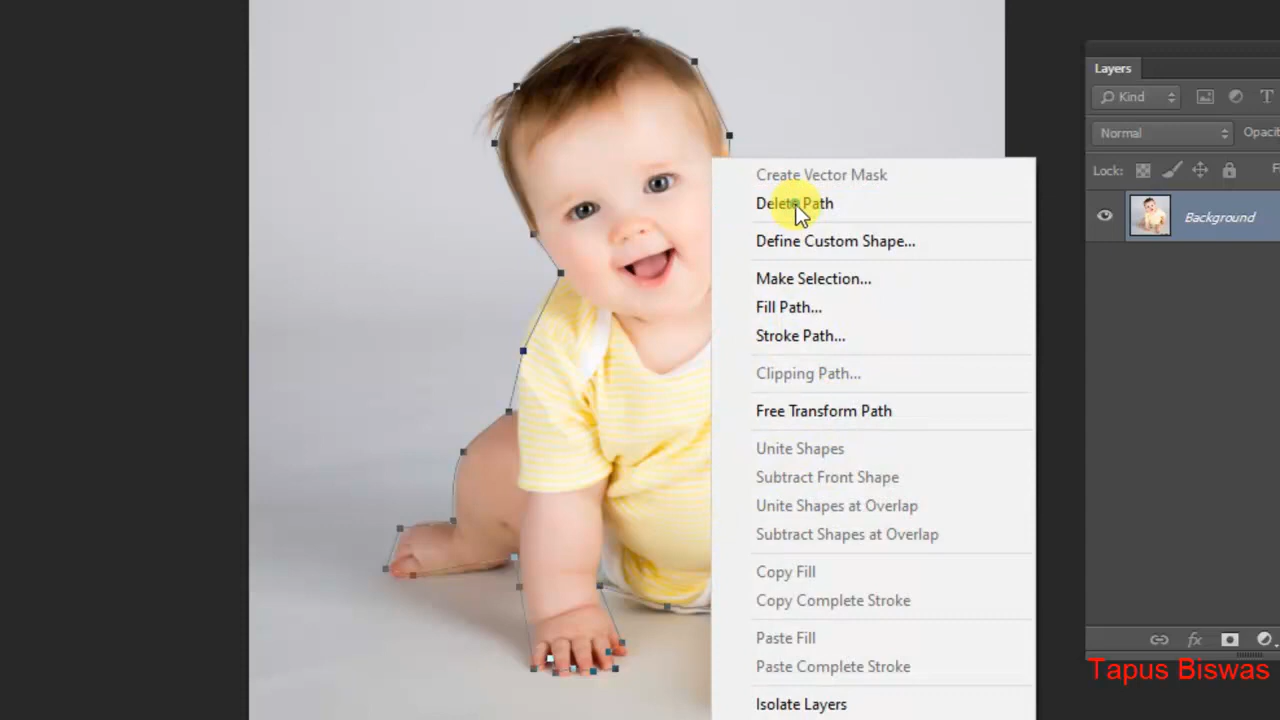 Layers
Kind
Normal
Opacit
Lock:
F
Background
Create Vector Mask
Delete Path
Define Custom Shape...
Make Selection...
Fill Path...
Stroke Path...
Clipping Path...
Free Transform Path
Unite Shapes
Subtract Front Shape
Unite Shapes at Overlap
Subtract Shapes at Overlap
Copy Fill
Copy Complete Stroke
Paste Fill
Paste Complete Stroke
Isolate Layers
fx
Tapus Biswas